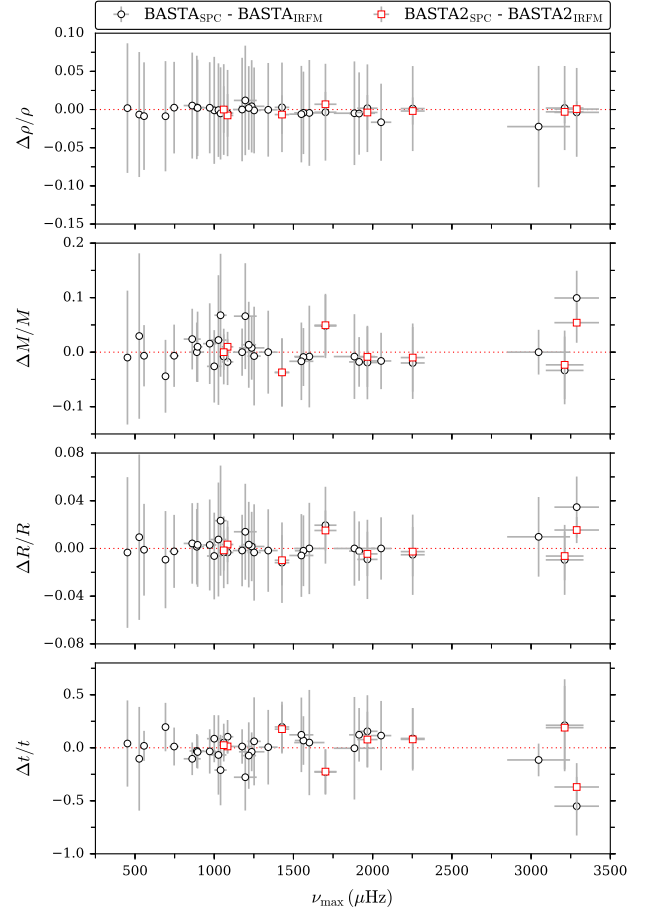 BASTA_SPC - BASTA_IRFM BASTA2_SPC - BASTA2_IRFM
0.10
0.05
0.00
−0.05
−0.10
−0.15
Δρ/ρ
0.2
0.1
0.0
−0.1
ΔM/M
0.08
0.04
0.00
−0.04
−0.08
ΔR/R
0.5
0.0
−0.5
−1.0
Δt/t
500 1000 1500 2000 2500 3000 3500
ν_max (μHz)